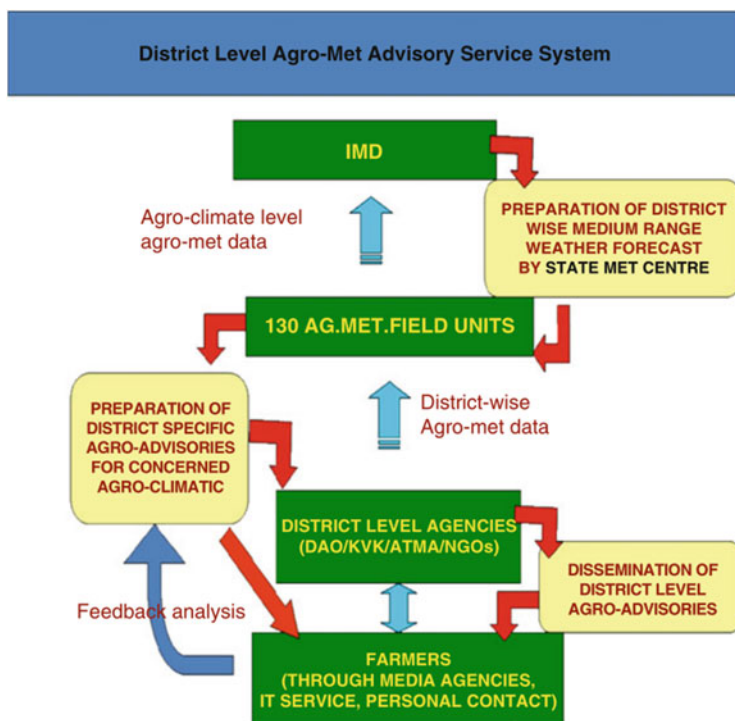 District Level Agro-Met Advisory Service System
IMD
Agro-climate level
agro-met data
PREPARATION OF DISTRICT
WISE MEDIUM RANGE
WEATHER FORECAST
BY STATE MET CENTRE
130 AG.MET.FIELD UNITS
PREPARATION OF
DISTRICT SPECIFIC
AGRO-ADVISORIES
FOR CONCERNED
AGRO-CLIMATIC
District-wise
Agro-met data
DISTRICT LEVEL AGENCIES
(DAO/KVK/ATMA/NGOs)
DISSEMINATION OF
DISTRICT LEVEL
AGRO-ADVISORIES
Feedback analysis
FARMERS
(THROUGH MEDIA AGENCIES,
IT SERVICE, PERSONAL CONTACT)